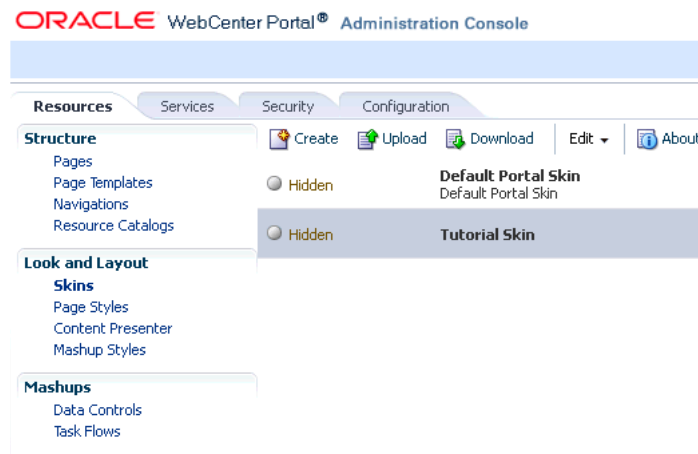 ORACLE WebCenter Portal® Administration Console
Resources Services Security Configuration
Structure
Pages
Page Templates
Navigations
Resource Catalogs
Look and Layout
Skins
Page Styles
Content Presenter
Mashup Styles
Mashups
Data Controls
Task Flows
Create Upload Download Edit About
Hidden Default Portal Skin
Default Portal Skin
Hidden Tutorial Skin